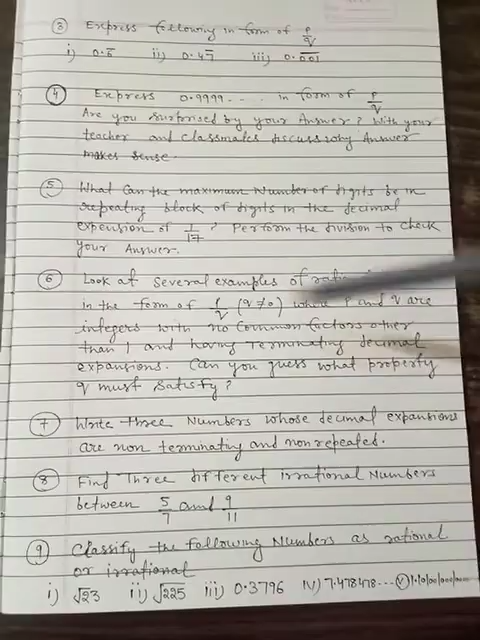 ③ Express following in form of p/q
i) 0.6̄ ii) 0.47̄ iii) 0.0̄0̄1̄
④ Express 0.9999..... in form of p/q
Are you surprised by your Answer? With your
teacher and classmates discuss why Answer
makes sense.
⑤ What can the maximum Number of digits be in
repeating block of digits in the decimal
expension of 1/17? Perform the division to check
your Answer.
⑥ Look at several examples of
in the form of p/q (q≠0) where P and q are
integers with no common factors other
than 1 and having Terminating decimal
expansions. Can you guess what property
q must satisfy?
⑦ Write three Numbers whose decimal expansions
are non terminating and non repeated.
⑧ Find Three different irrational Numbers
between 5/7 and 9/11
⑨ Classify the following Numbers as rational
or irrational
i) √23 ii) √225 iii) 0.3796 IV) 7.478478... V)